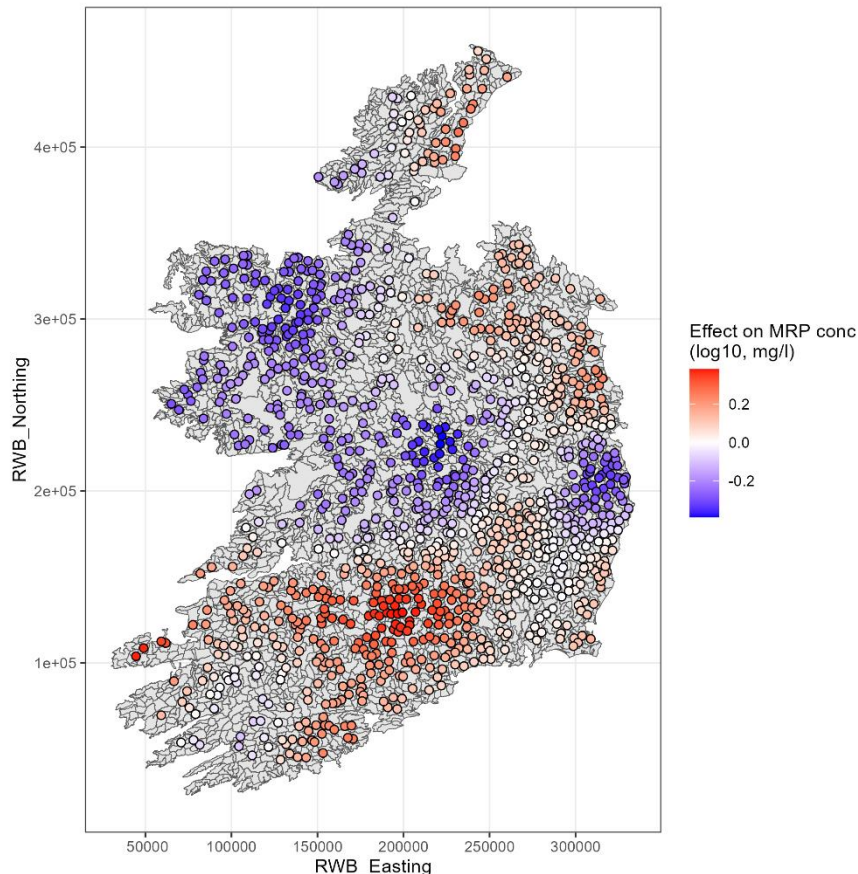 4e+05
3e+05
2e+05
1e+05
RWB_Northing
50000 100000 150000 200000 250000 300000
RWB_Easting
Effect on MRP conc
(log10, mg/l)
0.2
0.0
-0.2